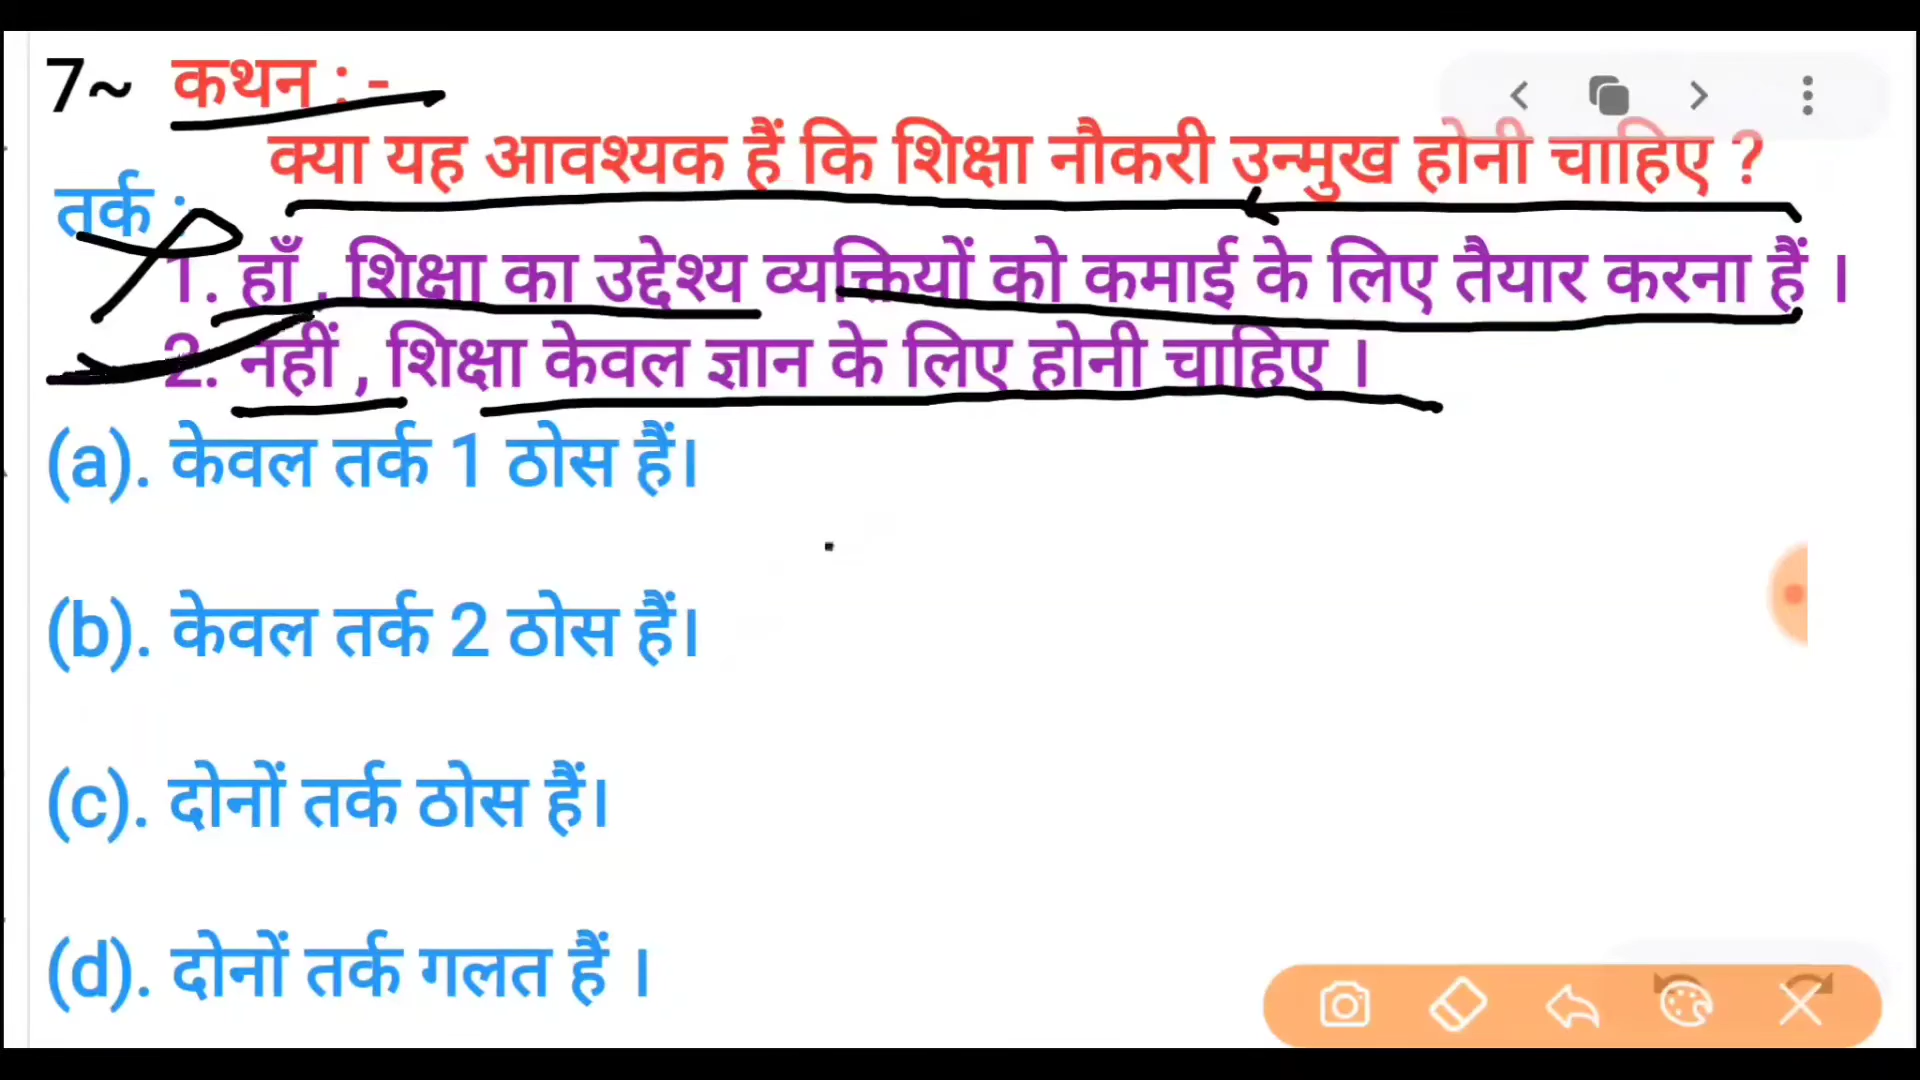 7~ कथन : -
क्या यह आवश्यक हैं कि शिक्षा नौकरी उन्मुख होनी चाहिए ?
तर्क :
1. हाँ , शिक्षा का उद्देश्य व्यक्तियों को कमाई के लिए तैयार करना हैं ।
2. नहीं , शिक्षा केवल ज्ञान के लिए होनी चाहिए ।
(a). केवल तर्क 1 ठोस हैं।
(b). केवल तर्क 2 ठोस हैं।
(c). दोनों तर्क ठोस हैं।
(d). दोनों तर्क गलत हैं ।